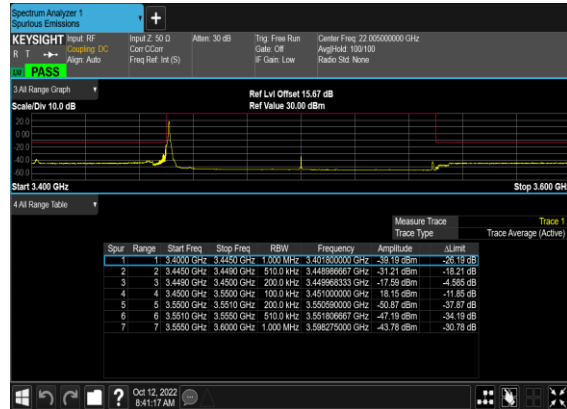 Spectrum Analyzer 1
Spurious Emissions
KEYSIGHT Input: RF Input Z: 50 Ω Atten: 30 dB Trig: Free Run Center Freq: 22.005000000 GHz
R T Coupling: DC Corr CCorr Gate: Off Avg|Hold: 100/100
Align: Auto Freq Ref: Int (S) IF Gain: Low Radio Std: None
PASS
3 All Range Graph Ref Lvl Offset 15.67 dB
Scale/Div 10.0 dB Ref Value 30.00 dBm
20.0
0.00
-20.0
-40.0
-60.0
Start 3.400 GHz Stop 3.600 GHz
4 All Range Table
Measure Trace Trace 1
Trace Type Trace Average (Active)
Spur Range Start Freq Stop Freq RBW Frequency Amplitude ΔLimit
1 1 3.4000 GHz 3.4450 GHz 1.000 MHz 3.401800000 GHz -39.19 dBm -26.19 dB
2 2 3.4450 GHz 3.4490 GHz 510.0 kHz 3.448986667 GHz -31.21 dBm -18.21 dB
3 3 3.4490 GHz 3.4500 GHz 200.0 kHz 3.449968333 GHz -17.59 dBm -4.585 dB
4 4 3.4500 GHz 3.5500 GHz 100.0 kHz 3.451000000 GHz 18.15 dBm -11.85 dB
5 5 3.5500 GHz 3.5510 GHz 200.0 kHz 3.550590000 GHz -50.87 dBm -37.87 dB
6 6 3.5510 GHz 3.5550 GHz 510.0 kHz 3.551806667 GHz -47.19 dBm -34.19 dB
7 7 3.5550 GHz 3.6000 GHz 1.000 MHz 3.598275000 GHz -43.78 dBm -30.78 dB
? Oct 12, 2022
8:41:17 AM